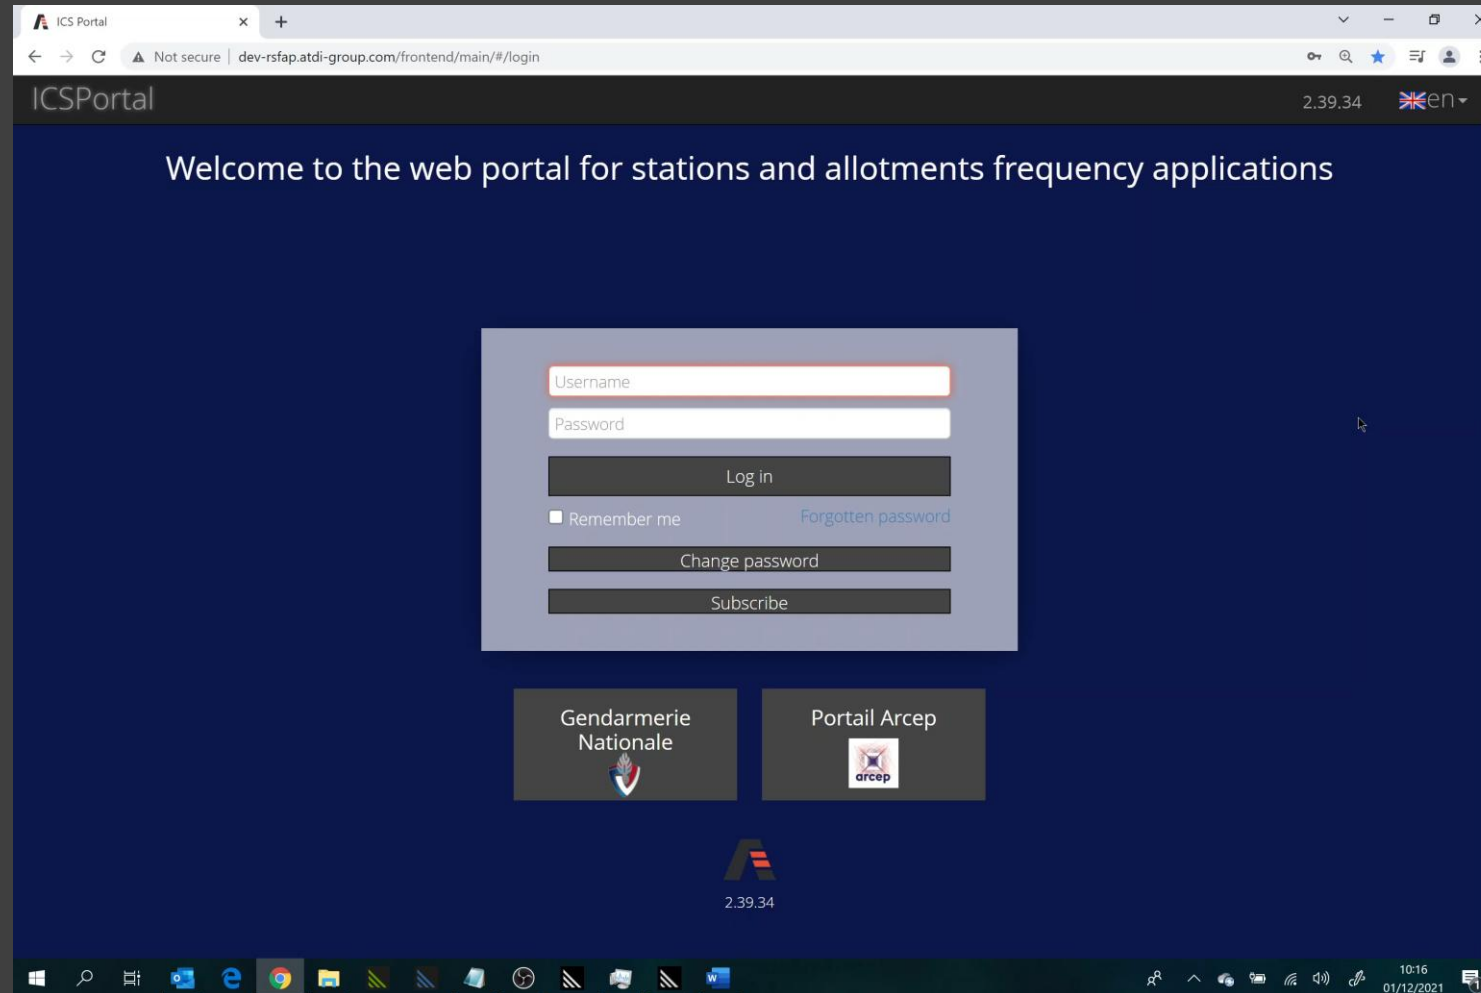 ICS Portal
Not secure dev-rsfap.atdi-group.com/frontend/main/#/login
ICSPortal 2.39.34 en
Welcome to the web portal for stations and allotments frequency applications
Username
Password
Log in
Remember me Forgotten password
Change password
Subscribe
Gendarmerie
Nationale
Portail Arcep
arcep
2.39.34
10:16
01/12/2021